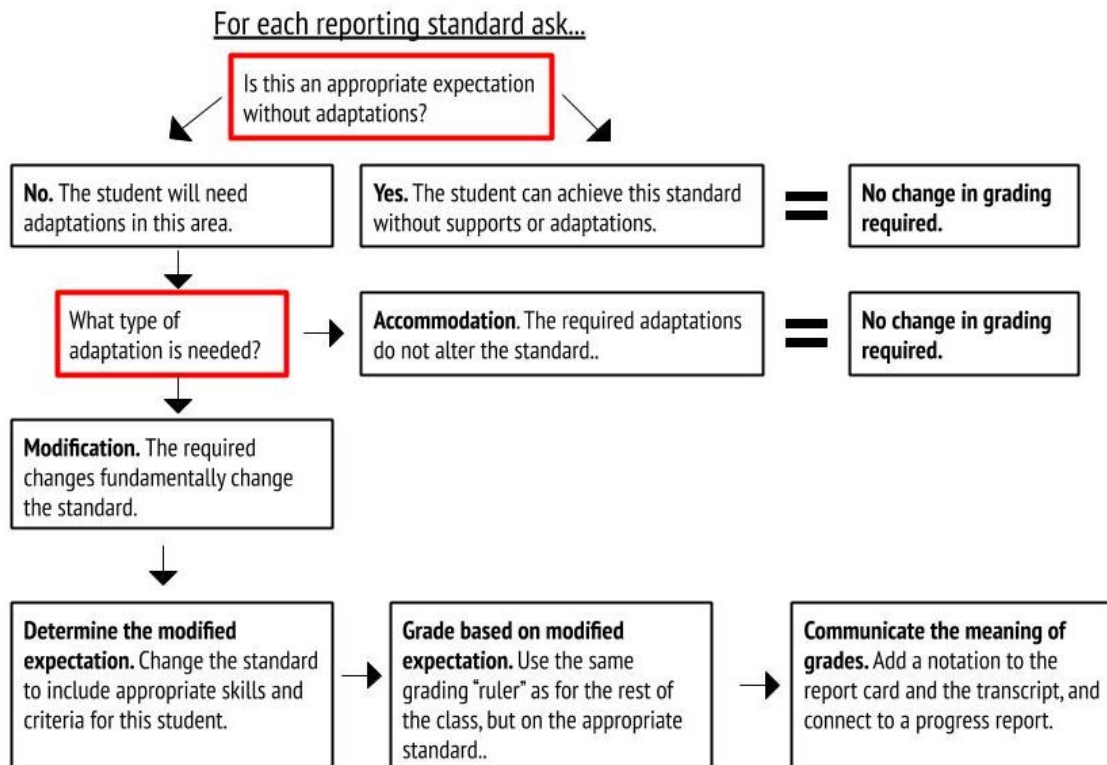 For each reporting standard ask...
Is this an appropriate expectation
without adaptations?
No. The student will need
adaptations in this area.
Yes. The student can achieve this standard
without supports or adaptations.
No change in grading
required.
What type of
adaptation is needed?
Accommodation. The required adaptations
do not alter the standard..
No change in grading
required.
Modification. The required
changes fundamentally change
the standard.
Determine the modified
expectation. Change the standard
to include appropriate skills and
criteria for this student.
Grade based on modified
expectation. Use the same
grading “ruler” as for the rest of
the class, but on the appropriate
standard..
Communicate the meaning of
grades. Add a notation to the
report card and the transcript, and
connect to a progress report.